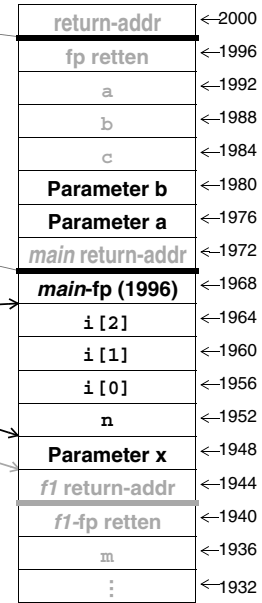 return-addr ←2000
fp retten ←1996
a ←1992
b ←1988
c ←1984
Parameter b ←1980
Parameter a ←1976
main return-addr ←1972
main-fp (1996) ←1968
i[2] ←1964
i[1] ←1960
i[0] ←1956
n ←1952
Parameter x ←1948
f1 return-addr ←1944
f1-fp retten ←1940
m ←1936
⋮ ←1932